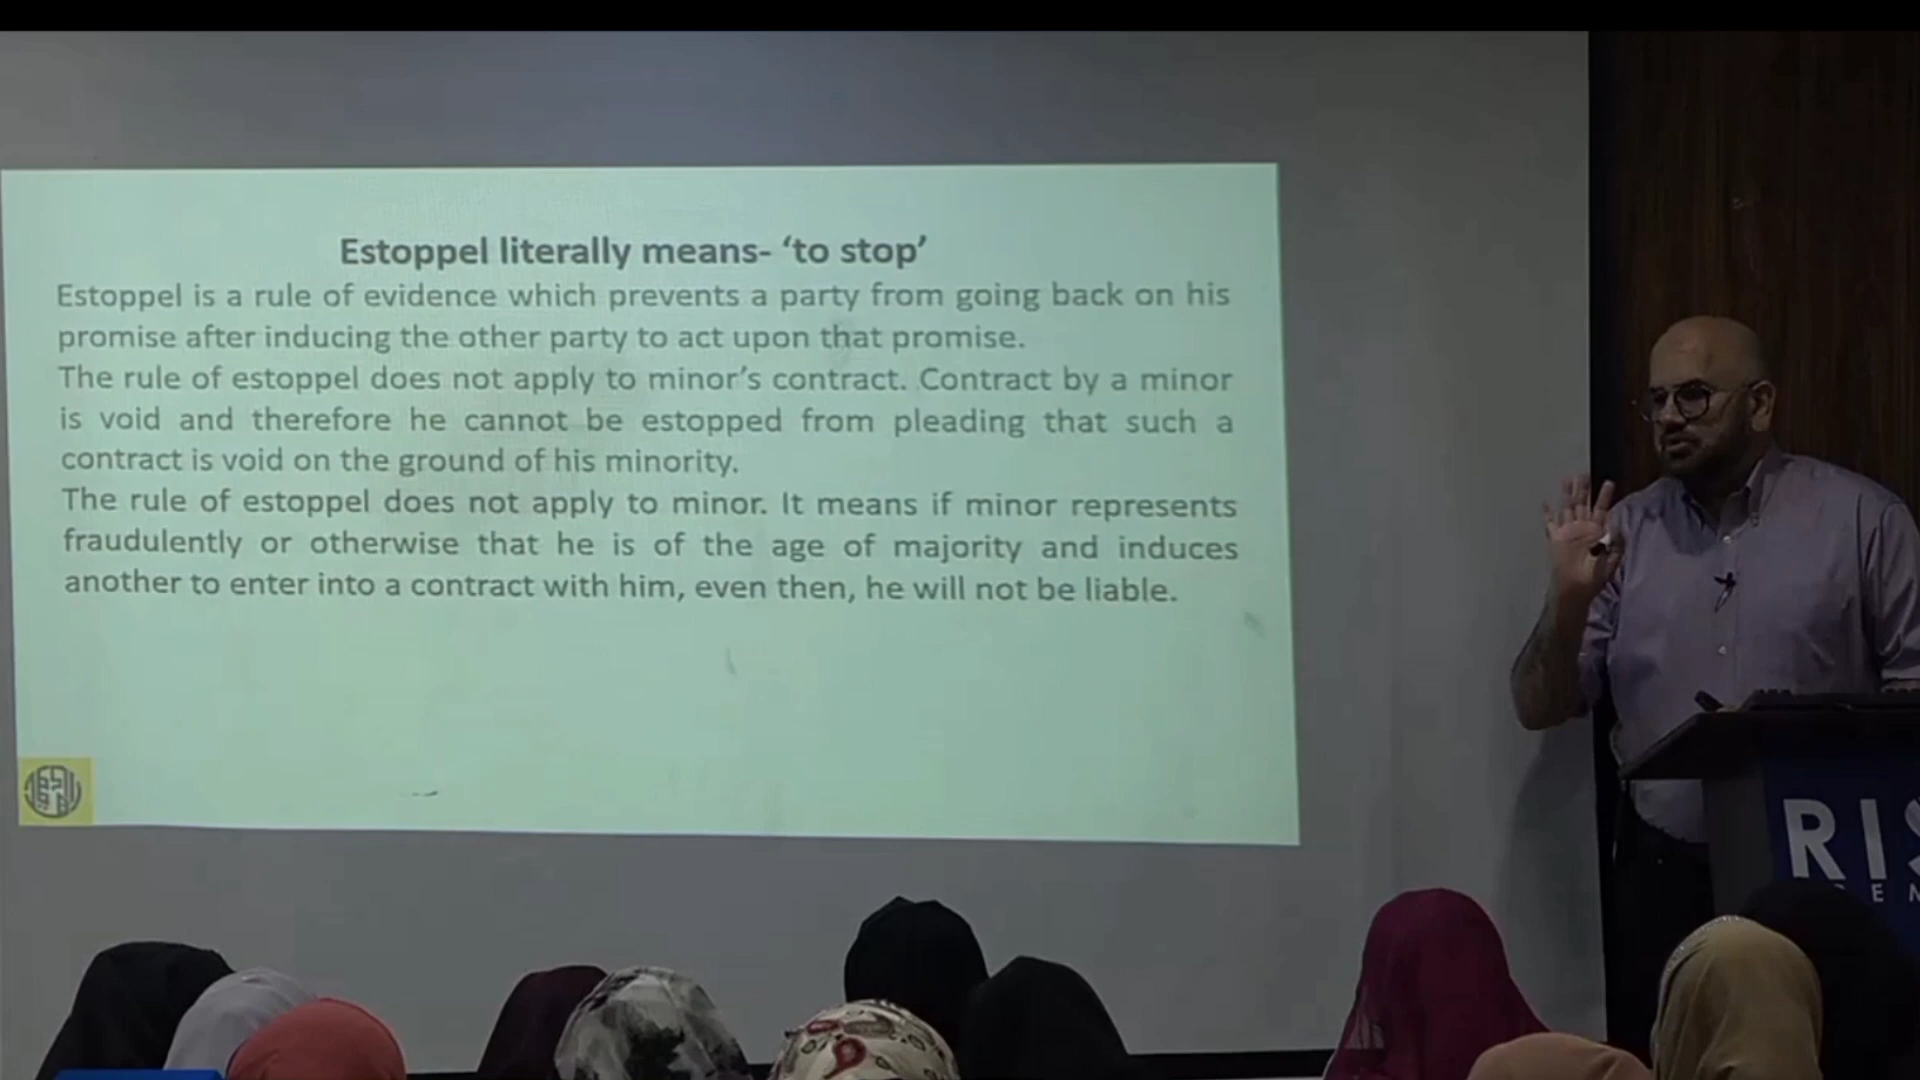 Estoppel literally means- ‘to stop’
Estoppel is a rule of evidence which prevents a party from going back on his
promise after inducing the other party to act upon that promise.
The rule of estoppel does not apply to minor’s contract. Contract by a minor
is void and therefore he cannot be estopped from pleading that such a
contract is void on the ground of his minority.
The rule of estoppel does not apply to minor. It means if minor represents
fraudulently or otherwise that he is of the age of majority and induces
another to enter into a contract with him, even then, he will not be liable.
RIS